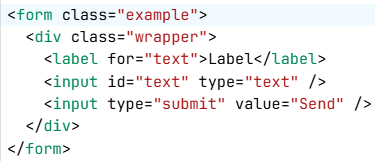 <form class="example">
  <div class="wrapper">
    <label for="text">Label</label>
    <input id="text" type="text" />
    <input type="submit" value="Send" />
  </div>
</form>